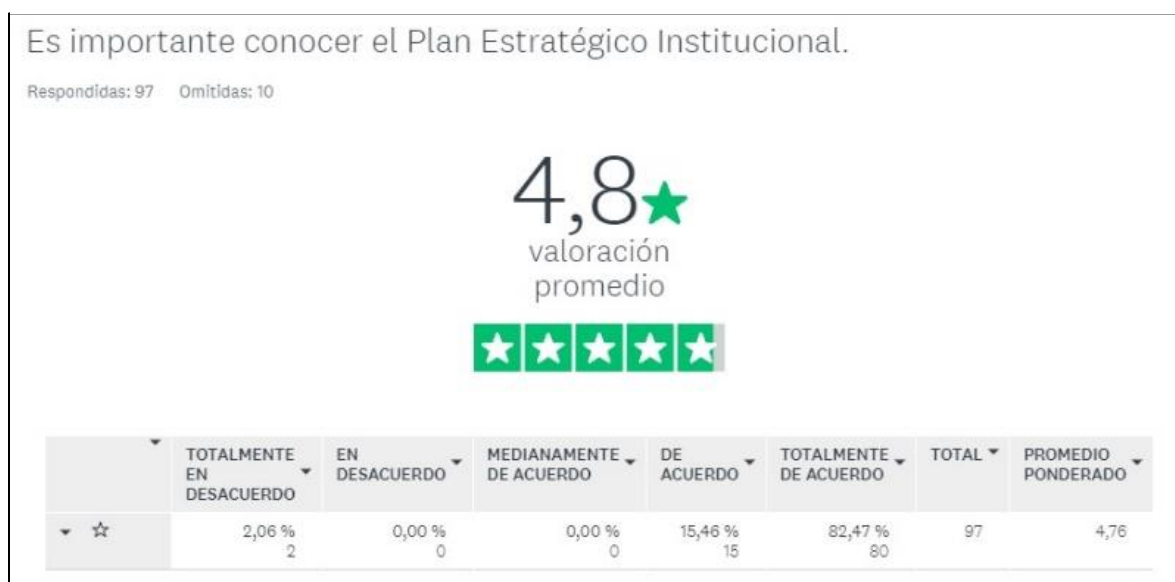 Es importante conocer el Plan Estratégico Institucional.
Respondidas: 97 Omitidas: 10
4,8
valoración
promedio
TOTALMENTE EN DESACUERDO EN DESACUERDO MEDIANAMENTE DE ACUERDO DE ACUERDO TOTALMENTE DE ACUERDO TOTAL PROMEDIO PONDERADO
2,06 % 0,00 % 0,00 % 15,46 % 82,47 % 97 4,76
2 0 0 15 80